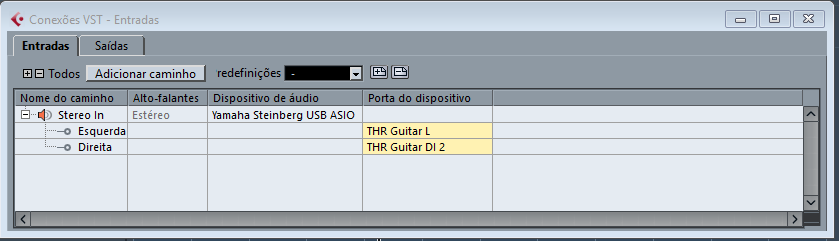 Conexões VST - Entradas
Entradas Saídas
Todos Adicionar caminho redefinições -
Nome do caminho Alto-falantes Dispositivo de áudio Porta do dispositivo
Stereo In Estéreo Yamaha Steinberg USB ASIO
Esquerda THR Guitar L
Direita THR Guitar DI 2